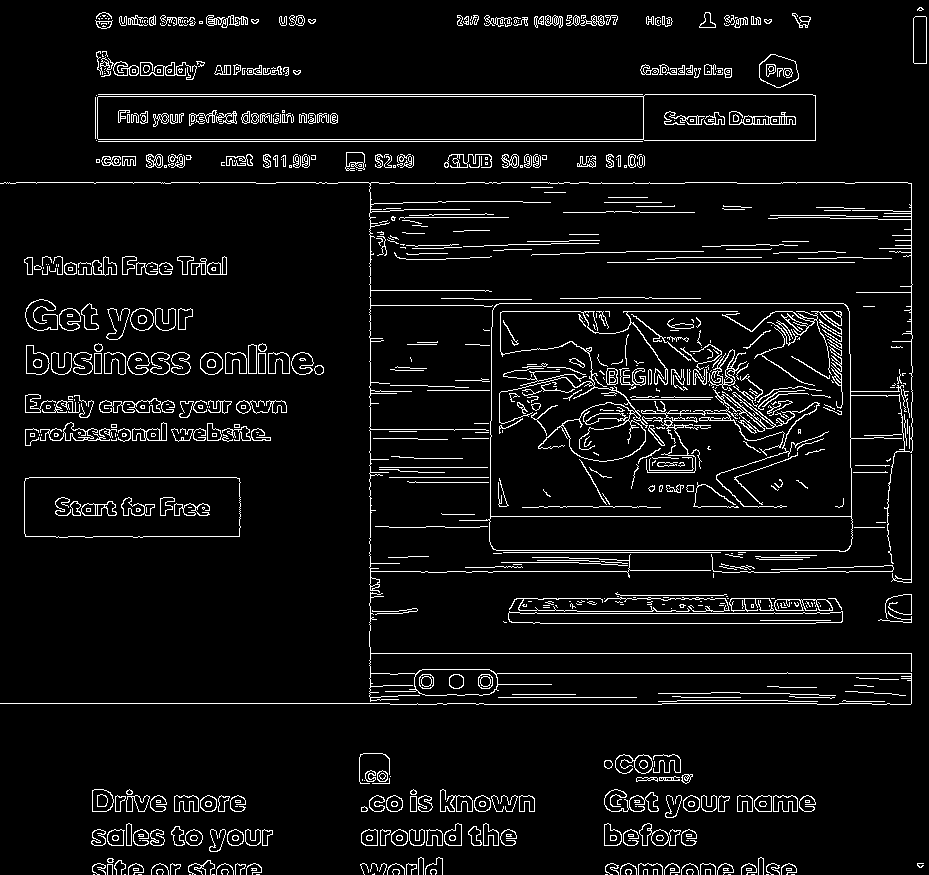 United States - English USD 24/7 Support (480) 505-8877 Help Sign In
GoDaddy™ All Products GoDaddy Blog Pro
Find your perfect domain name Search Domain
.com $0.99* .net $11.99* .co $2.99 .CLUB $0.99* .us $1.00
1-Month Free Trial
Get your
business online.
Easily create your own
professional website.
Start for Free
BEGINNINGS
.co
.com
Drive more
sales to your
site or store
.co is known
around the
world
Get your name
before
someone else